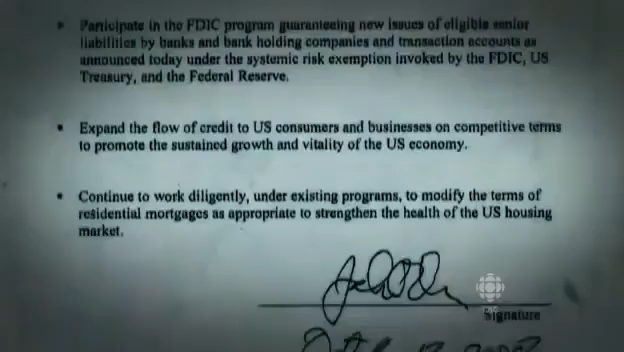 • Participate in the FDIC program guaranteeing new issues of eligible senior
liabilities by banks and bank holding companies and transaction accounts as
announced today under the systemic risk exemption invoked by the FDIC, US
Treasury, and the Federal Reserve.
• Expand the flow of credit to US consumers and businesses on competitive terms
to promote the sustained growth and vitality of the US economy.
• Continue to work diligently, under existing programs, to modify the terms of
residential mortgages as appropriate to strengthen the health of the US housing
market.
Signature